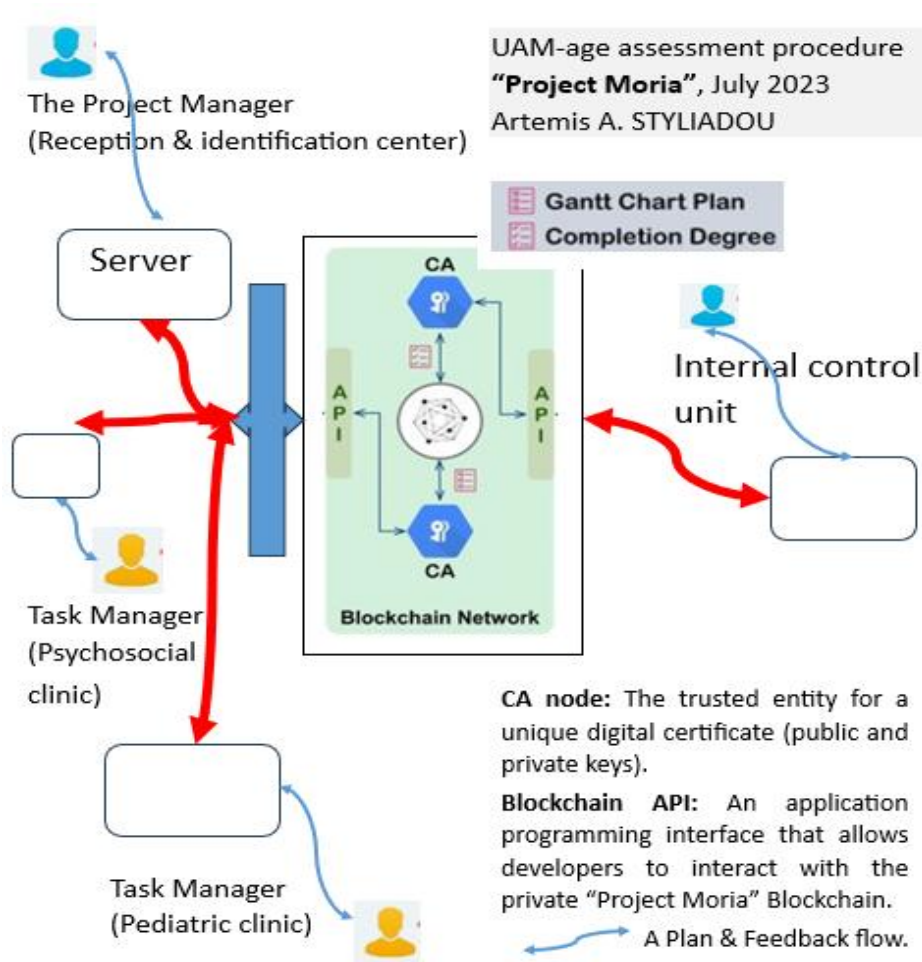 UAM-age assessment procedure
“Project Moria”, July 2023
Artemis A. STYLIADOU
The Project Manager
(Reception & identification center)
Gantt Chart Plan
Completion Degree
Server
CA
API
API
CA
Blockchain Network
Internal control
unit
Task Manager
(Psychosocial
clinic)
Task Manager
(Pediatric clinic)
CA node: The trusted entity for a
unique digital certificate (public and
private keys).
Blockchain API: An application
programming interface that allows
developers to interact with the
private “Project Moria” Blockchain.
A Plan & Feedback flow.